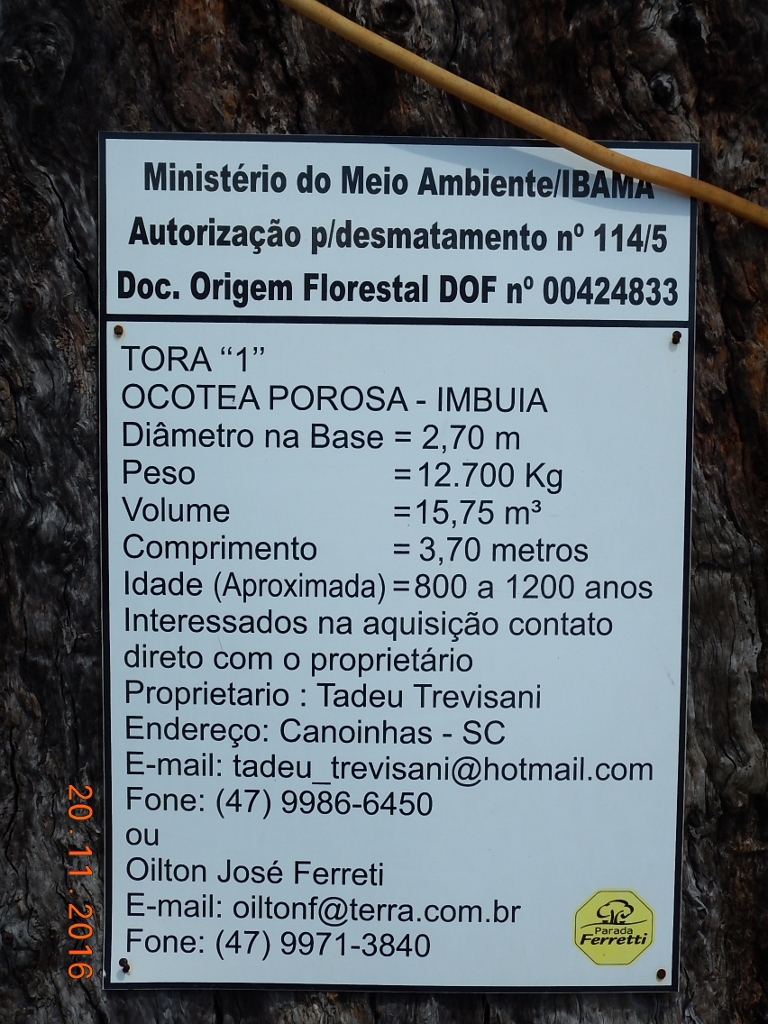 Ministério do Meio Ambiente/IBAMA
Autorização p/desmatamento nº 114/5
Doc. Origem Florestal DOF nº 00424833
TORA “1”
OCOTEA POROSA - IMBUIA
Diâmetro na Base = 2,70 m
Peso = 12.700 Kg
Volume = 15,75 m³
Comprimento = 3,70 metros
Idade (Aproximada) = 800 a 1200 anos
Interessados na aquisição contato
direto com o proprietário
Proprietario : Tadeu Trevisani
Endereço: Canoinhas - SC
E-mail: tadeu_trevisani@hotmail.com
Fone: (47) 9986-6450
ou
Oilton José Ferreti
E-mail: oiltonf@terra.com.br
Fone: (47) 9971-3840
Parada
Ferretti
20.11.2016